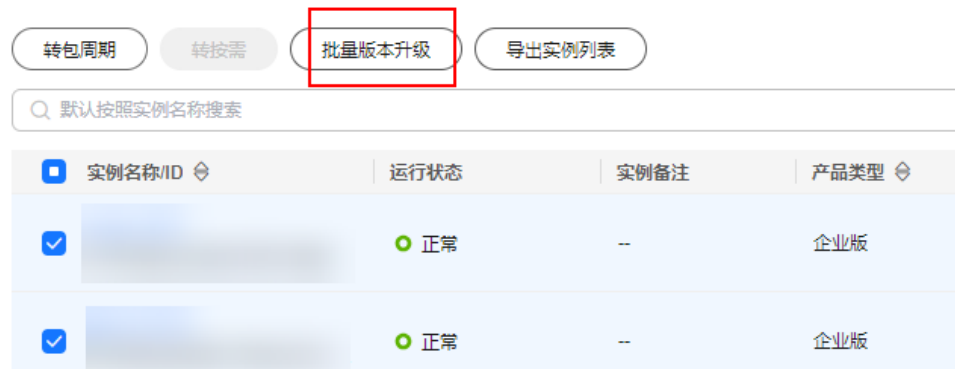 转包周期 转按需 批量版本升级 导出实例列表
默认按照实例名称搜索
实例名称/ID 运行状态 实例备注 产品类型
正常 -- 企业版
正常 -- 企业版